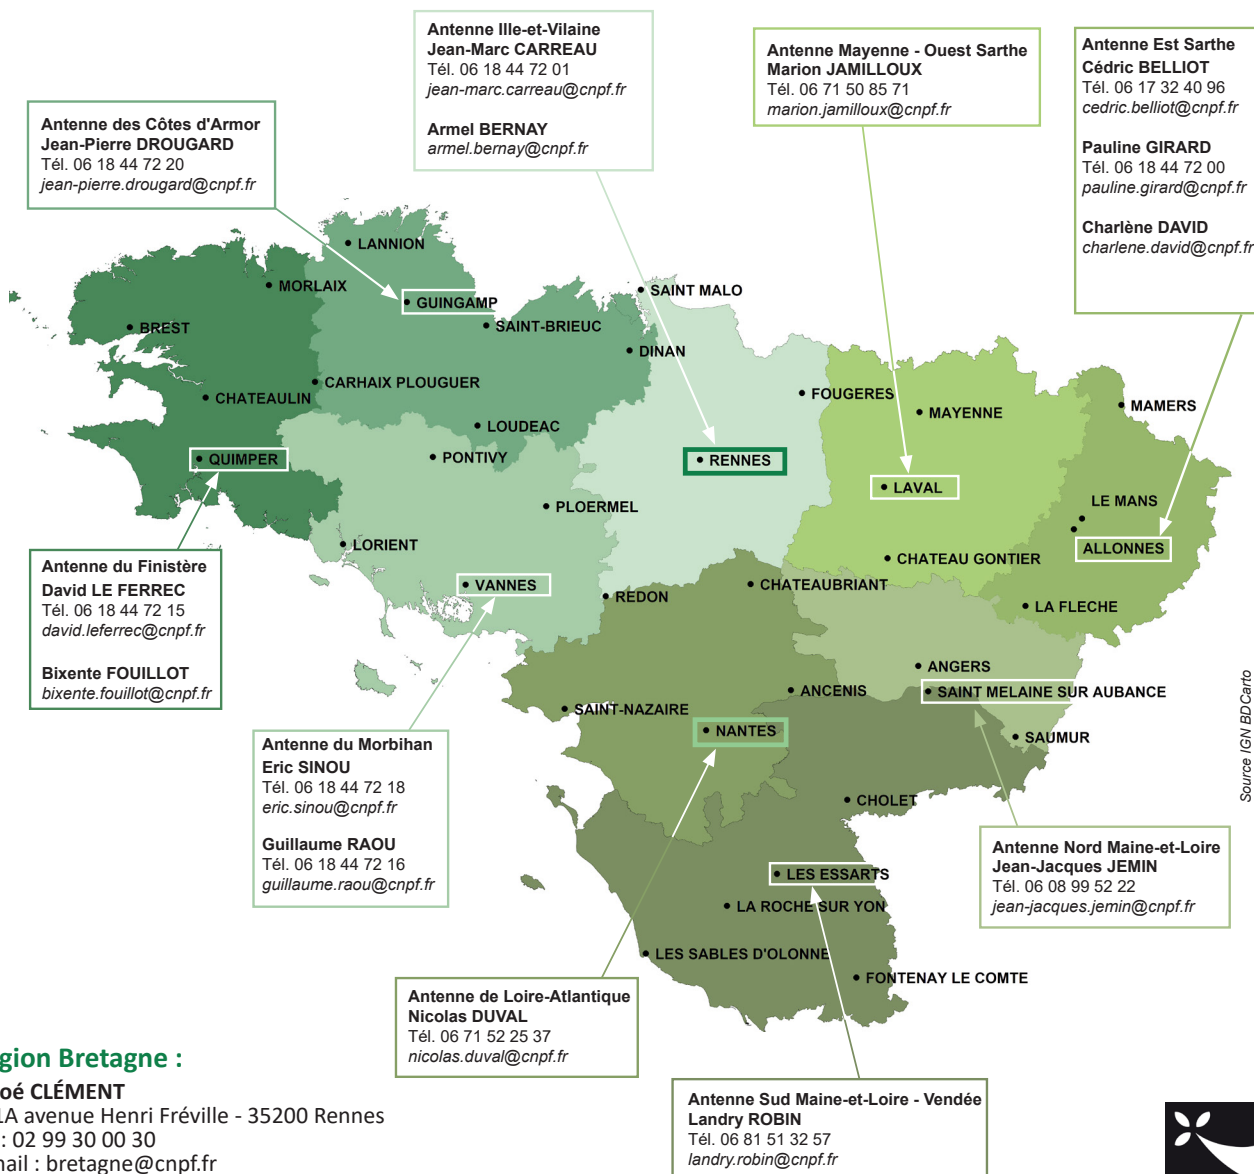 Antenne Ille-et-Vilaine
Jean-Marc CARREAU
Tél. 06 18 44 72 01
jean-marc.carreau@cnpf.fr
Armel BERNAY
armel.bernay@cnpf.fr
Antenne Mayenne - Ouest Sarthe
Marion JAMILLOUX
Tél. 06 71 50 85 71
marion.jamilloux@cnpf.fr
Antenne Est Sarthe
Cédric BELLIOT
Tél. 06 17 32 40 96
cedric.belliot@cnpf.fr
Pauline GIRARD
Tél. 06 18 44 72 00
pauline.girard@cnpf.fr
Charlène DAVID
charlene.david@cnpf.fr
Antenne des Côtes d'Armor
Jean-Pierre DROUGARD
Tél. 06 18 44 72 20
jean-pierre.drougard@cnpf.fr
LANNION
MORLAIX
GUINGAMP
SAINT MALO
BREST
SAINT-BRIEUC
DINAN
CARHAIX PLOUGUER
CHATEAULIN
FOUGERES
MAYENNE
MAMERS
LOUDEAC
QUIMPER
PONTIVY
RENNES
LAVAL
PLOERMEL
LE MANS
LORIENT
ALLONNES
CHATEAU GONTIER
VANNES
REDON
CHATEAUBRIANT
LA FLECHE
ANGERS
ANCENIS
SAINT MELAINE SUR AUBANCE
SAINT-NAZAIRE
NANTES
SAUMUR
CHOLET
LES ESSARTS
LA ROCHE SUR YON
LES SABLES D'OLONNE
FONTENAY LE COMTE
Antenne du Finistère
David LE FERREC
Tél. 06 18 44 72 15
david.leferrec@cnpf.fr
Bixente FOUILLOT
bixente.fouillot@cnpf.fr
Antenne du Morbihan
Eric SINOU
Tél. 06 18 44 72 18
eric.sinou@cnpf.fr
Guillaume RAOU
Tél. 06 18 44 72 16
guillaume.raou@cnpf.fr
Source IGN BDCarto
Antenne Nord Maine-et-Loire
Jean-Jacques JEMIN
Tél. 06 08 99 52 22
jean-jacques.jemin@cnpf.fr
Antenne de Loire-Atlantique
Nicolas DUVAL
Tél. 06 71 52 25 37
nicolas.duval@cnpf.fr
Antenne Sud Maine-et-Loire - Vendée
Landry ROBIN
Tél. 06 81 51 32 57
landry.robin@cnpf.fr
gion Bretagne :
oé CLÉMENT
1A avenue Henri Fréville - 35200 Rennes
: 02 99 30 00 30
ail : bretagne@cnpf.fr